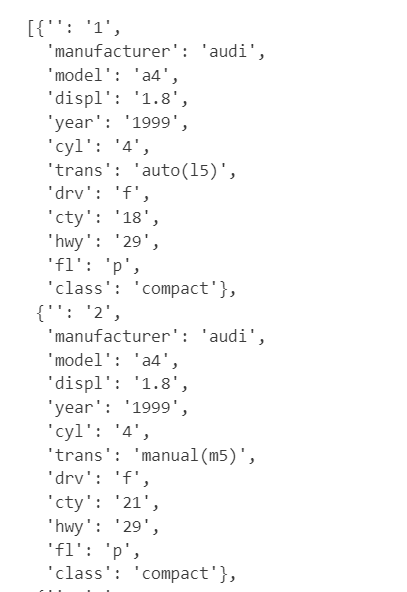 [{'': '1',
'manufacturer': 'audi',
'model': 'a4',
'displ': '1.8',
'year': '1999',
'cyl': '4',
'trans': 'auto(l5)',
'drv': 'f',
'cty': '18',
'hwy': '29',
'fl': 'p',
'class': 'compact'},
{'': '2',
'manufacturer': 'audi',
'model': 'a4',
'displ': '1.8',
'year': '1999',
'cyl': '4',
'trans': 'manual(m5)',
'drv': 'f',
'cty': '21',
'hwy': '29',
'fl': 'p',
'class': 'compact'},